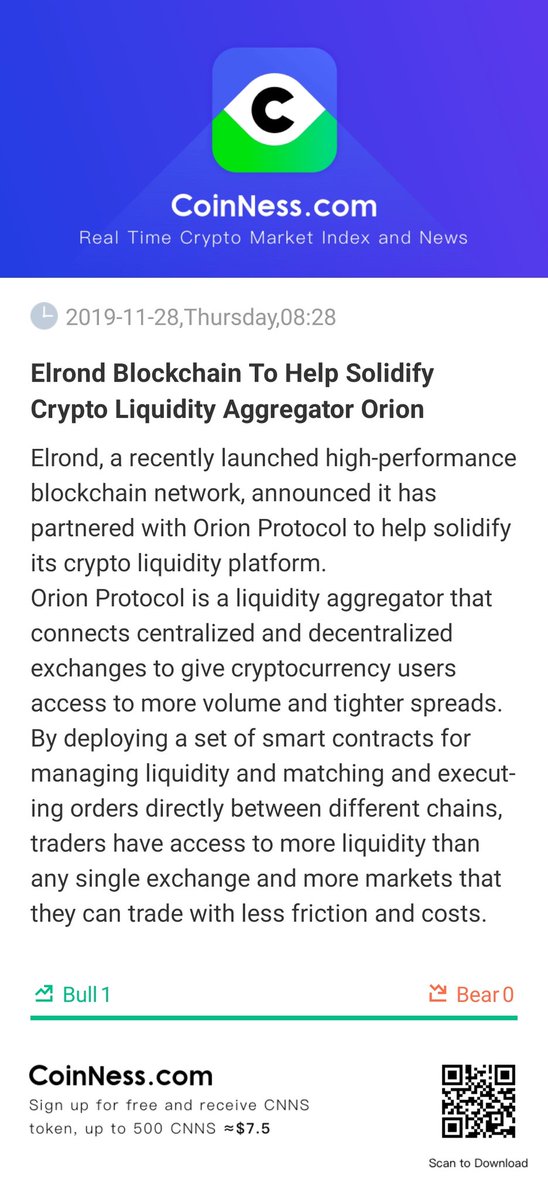 C
CoinNess.com
Real Time Crypto Market Index and News
2019-11-28,Thursday,08:28
Elrond Blockchain To Help Solidify
Crypto Liquidity Aggregator Orion
Elrond, a recently launched high-performance
blockchain network, announced it has
partnered with Orion Protocol to help solidify
its crypto liquidity platform.
Orion Protocol is a liquidity aggregator that
connects centralized and decentralized
exchanges to give cryptocurrency users
access to more volume and tighter spreads.
By deploying a set of smart contracts for
managing liquidity and matching and execut-
ing orders directly between different chains,
traders have access to more liquidity than
any single exchange and more markets that
they can trade with less friction and costs.
Bull 1
Bear 0
CoinNess.com
Sign up for free and receive CNNS
token, up to 500 CNNS ≈$7.5
Scan to Download